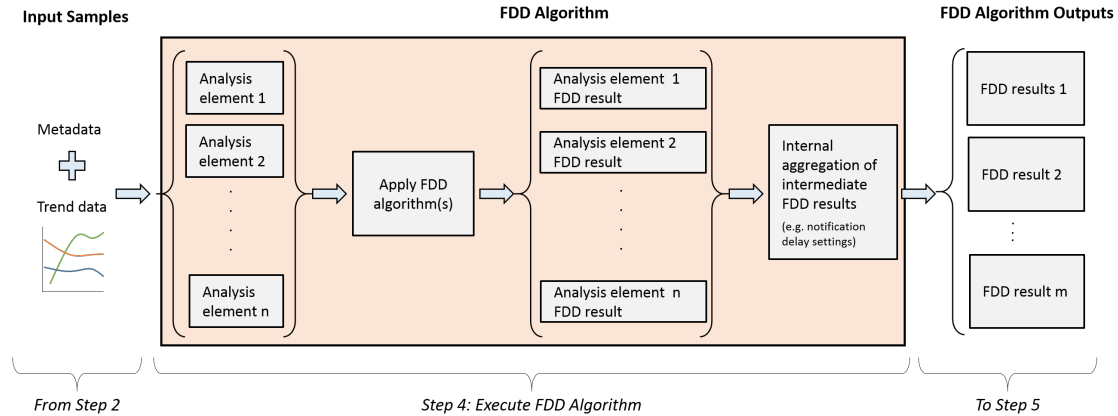 Input Samples
FDD Algorithm
FDD Algorithm Outputs
Metadata
Trend data
Analysis
element 1
Analysis
element 2
Analysis
element n
Apply FDD
algorithm(s)
Analysis element  1
FDD result
Analysis element 2
FDD result
Analysis element  n
FDD result
Internal
aggregation of
intermediate
FDD results
(e.g. notification
delay settings)
FDD results 1
FDD result 2
FDD result m
From Step 2
Step 4: Execute FDD Algorithm
To Step 5